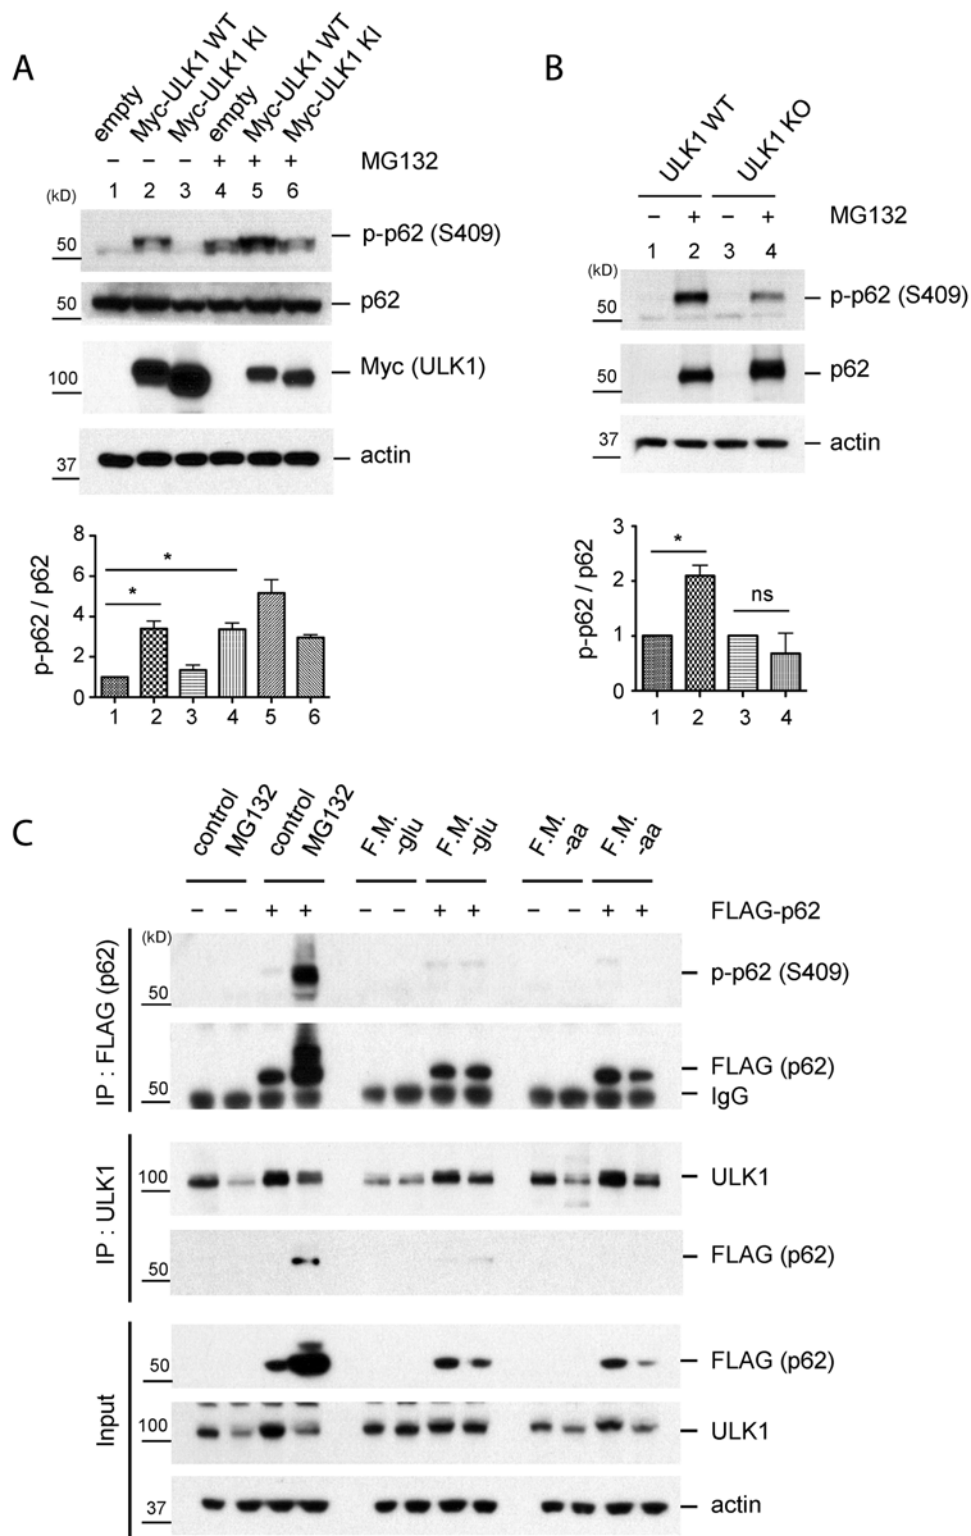 A
empty
Myc-ULK1 WT
Myc-ULK1 KI
empty
Myc-ULK1 WT
Myc-ULK1 KI
− − − + + + MG132
(kD) 1 2 3 4 5 6
50 p-p62 (S409)
50 p62
100 Myc (ULK1)
37 actin
p-p62 / p62
8
6
4
2
0
*
*
1 2 3 4 5 6
B
ULK1 WT
ULK1 KO
− + − + MG132
1 2 3 4
(kD)
50 p-p62 (S409)
50 p62
37 actin
p-p62 / p62
3
2
1
0
*
ns
1 2 3 4
C
control
MG132
control
MG132
F.M.
-glu
F.M.
-glu
F.M.
-aa
F.M.
-aa
− − + + − − + + − − + + FLAG-p62
(kD)
IP : FLAG (p62)
50 p-p62 (S409)
FLAG (p62)
50 IgG
IP : ULK1
100 ULK1
50 FLAG (p62)
Input
50 FLAG (p62)
100 ULK1
37 actin